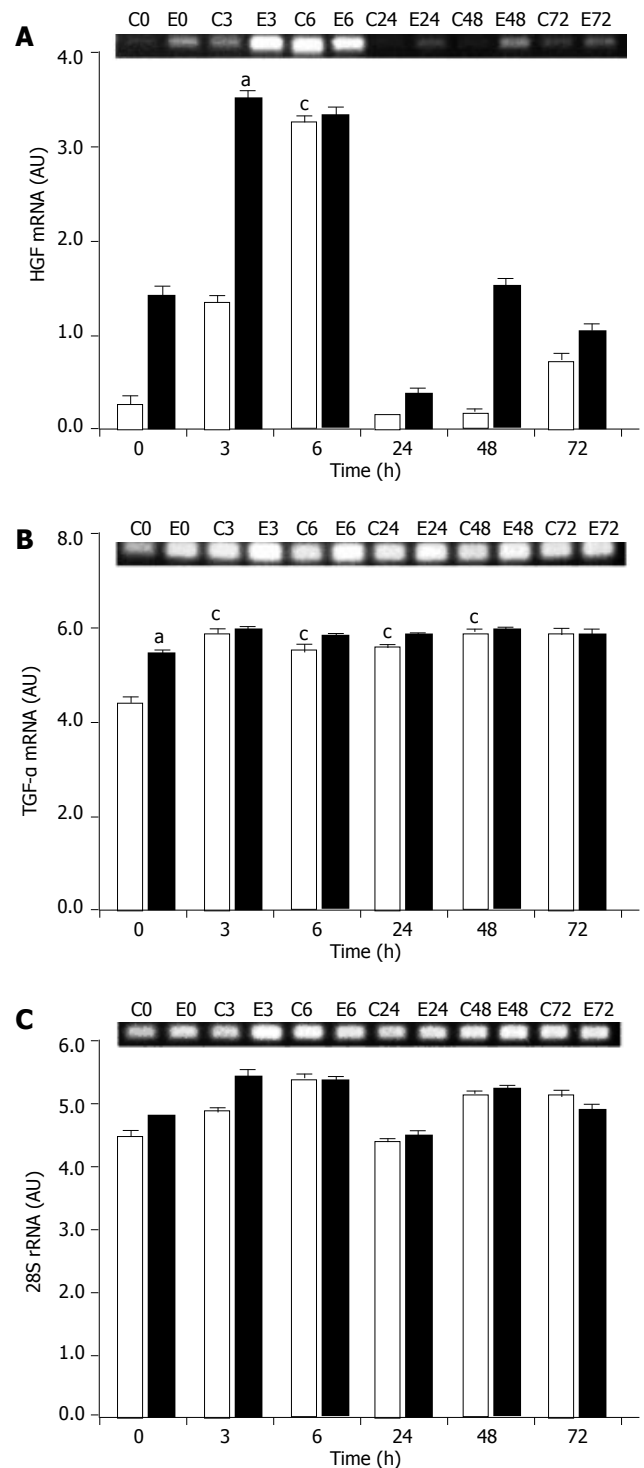 A
C0 E0 C3 E3 C6 E6 C24 E24 C48 E48 C72 E72
4.0
3.0
2.0
1.0
0.0
HGF mRNA (AU)
a
c
0 3 6 24 48 72
Time (h)
B
C0 E0 C3 E3 C6 E6 C24 E24 C48 E48 C72 E72
8.0
6.0
4.0
2.0
0.0
TGF-α mRNA (AU)
a
c
c
c
c
0 3 6 24 48 72
Time (h)
C
C0 E0 C3 E3 C6 E6 C24 E24 C48 E48 C72 E72
6.0
5.0
4.0
3.0
2.0
1.0
0.0
28S rRNA (AU)
0 3 6 24 48 72
Time (h)